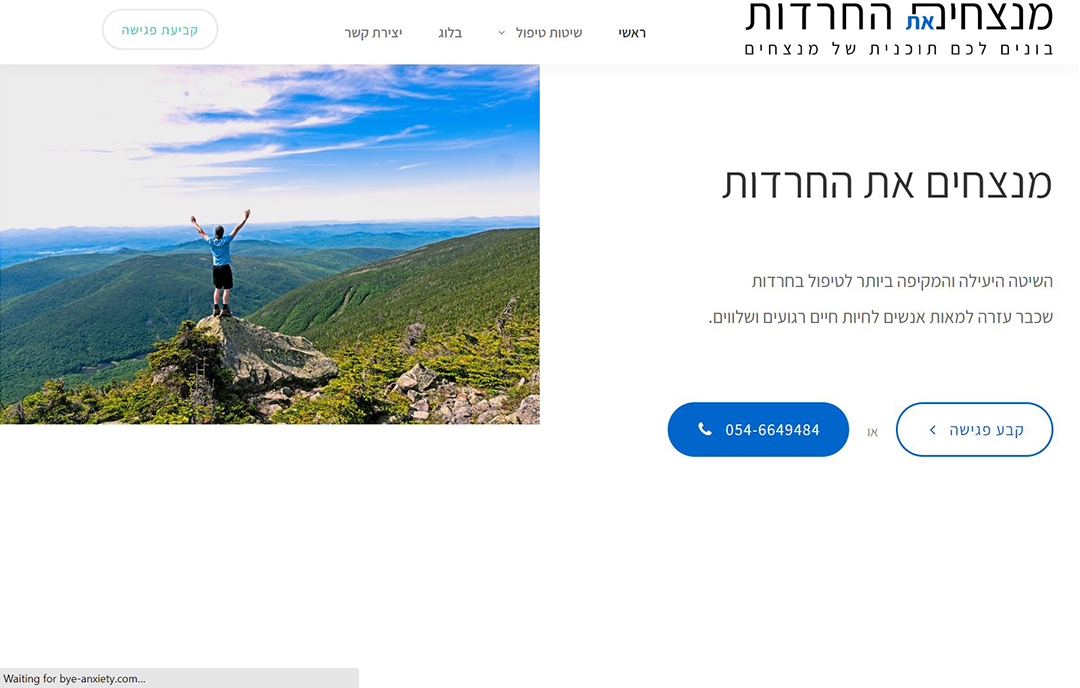 מנצחים את החרדות
בונים לכם תוכנית של מנצחים
ראשי
שיטות טיפול
בלוג
יצירת קשר
קביעת פגישה
מנצחים את החרדות
השיטה היעילה והמקיפה ביותר לטיפול בחרדות
שכבר עזרה למאות אנשים לחיות חיים רגועים ושלווים.
קבע פגישה
או
054-6649484
Waiting for bye-anxiety.com...